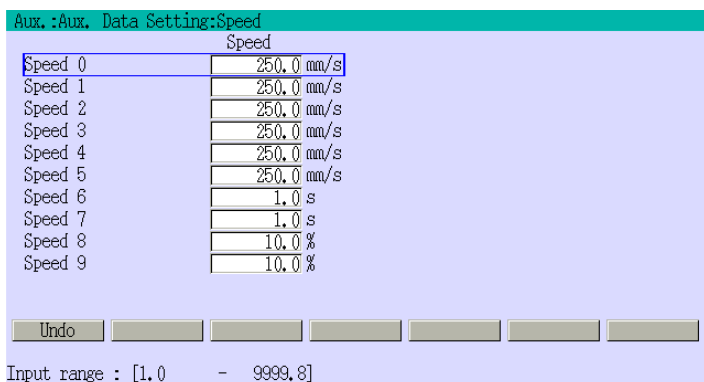 Aux.:Aux. Data Setting:Speed
Speed
Speed 0 250.0 mm/s
Speed 1 250.0 mm/s
Speed 2 250.0 mm/s
Speed 3 250.0 mm/s
Speed 4 250.0 mm/s
Speed 5 250.0 mm/s
Speed 6 1.0 s
Speed 7 1.0 s
Speed 8 10.0 %
Speed 9 10.0 %
Undo
Input range : [1.0 - 9999.8]